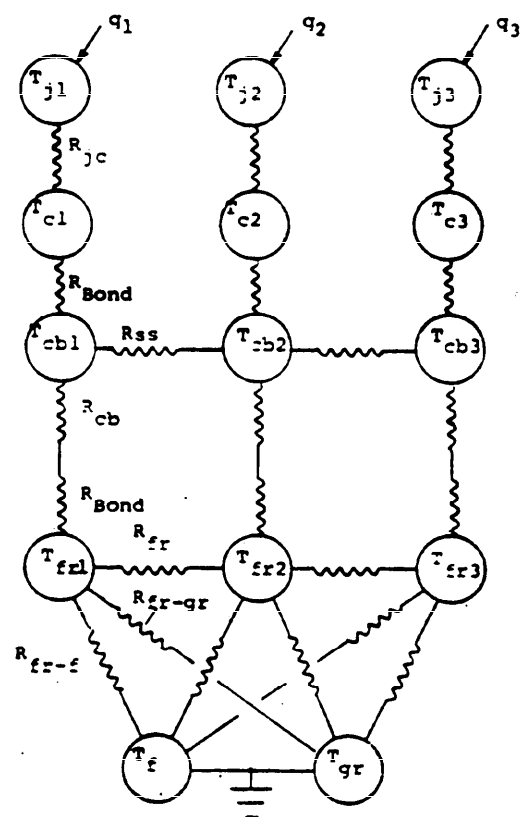 q1 q2 q3
Tj1 Tj2 Tj3
Rjc
Tc1 Tc2 Tc3
RBond
Tcb1 Rss Tcb2 Tcb3
Rcb
RBond
Rfr
Tfr1 Tfr2 Tfr3
Rfr-gr
Rfr-f
Tf Tgr